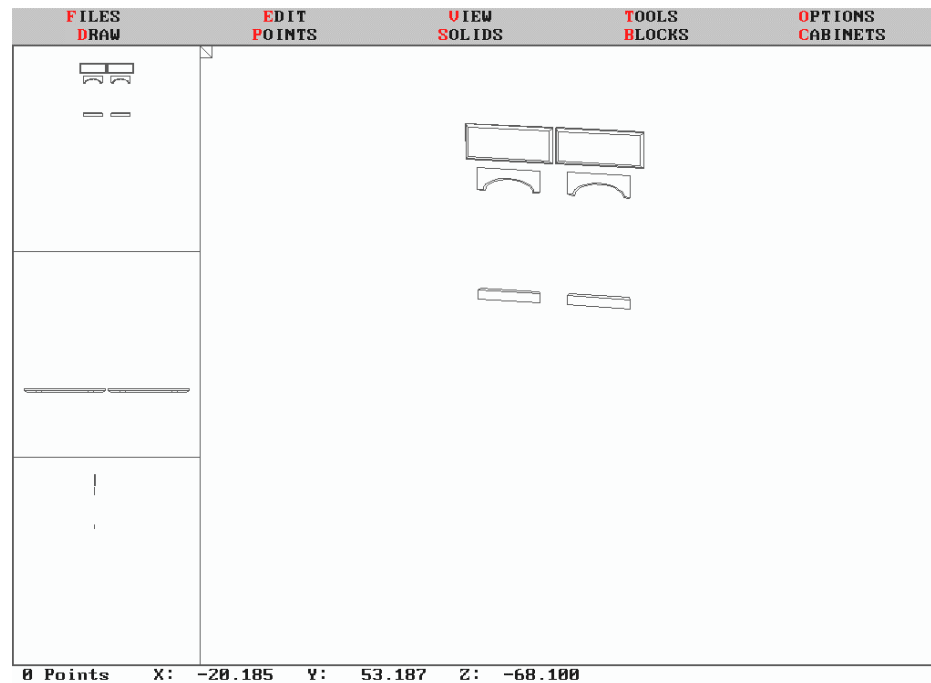 FILES EDIT VIEW TOOLS OPTIONS
DRAW POINTS SOLIDS BLOCKS CABINETS
0 Points X: -20.185 Y: 53.187 Z: -68.100